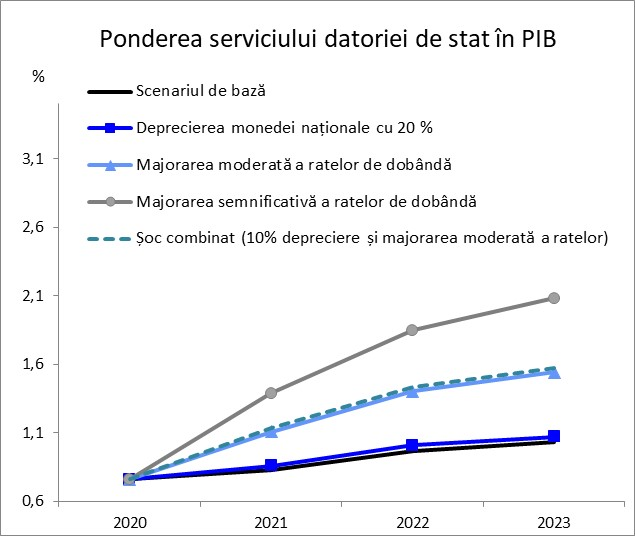 Ponderea serviciului datoriei de stat în PIB
%
Scenariul de bază
Deprecierea monedei naționale cu 20 %
Majorarea moderată a ratelor de dobândă
Majorarea semnificativă a ratelor de dobândă
Șoc combinat (10% depreciere și majorarea moderată a ratelor)
3,1
2,6
2,1
1,6
1,1
0,6
2020 2021 2022 2023